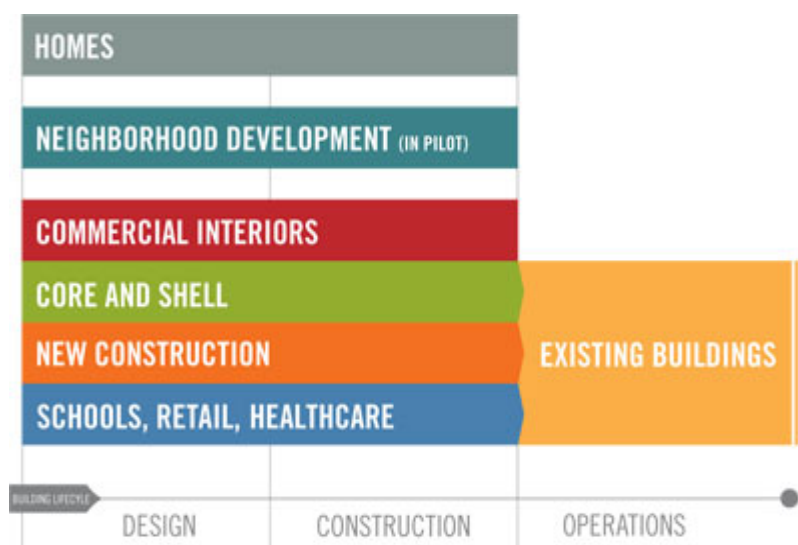 HOMES
NEIGHBORHOOD DEVELOPMENT (IN PILOT)
COMMERCIAL INTERIORS
CORE AND SHELL
NEW CONSTRUCTION
EXISTING BUILDINGS
SCHOOLS, RETAIL, HEALTHCARE
BUILDING LIFECYLE
DESIGN CONSTRUCTION OPERATIONS